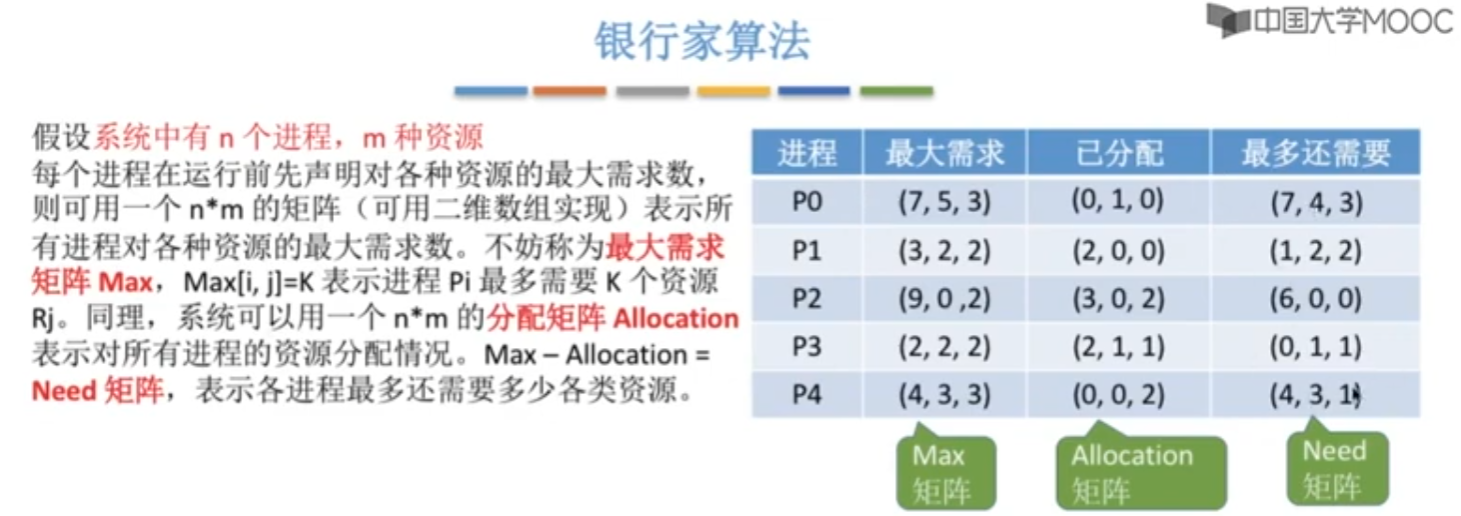 中国大学MOOC
银行家算法
假设系统中有 n 个进程，m 种资源
每个进程在运行前先声明对各种资源的最大需求数，
则可用一个 n*m 的矩阵（可用二维数组实现）表示所
有进程对各种资源的最大需求数。不妨称为最大需求
矩阵 Max，Max[i, j]=K 表示进程 Pi 最多需要 K 个资源
Rj。同理，系统可以用一个 n*m 的分配矩阵 Allocation
表示对所有进程的资源分配情况。Max – Allocation =
Need 矩阵，表示各进程最多还需要多少各类资源。
进程 最大需求 已分配 最多还需要
P0 (7, 5, 3) (0, 1, 0) (7, 4, 3)
P1 (3, 2, 2) (2, 0, 0) (1, 2, 2)
P2 (9, 0 ,2) (3, 0, 2) (6, 0, 0)
P3 (2, 2, 2) (2, 1, 1) (0, 1, 1)
P4 (4, 3, 3) (0, 0, 2) (4, 3, 1)
Max
矩阵
Allocation
矩阵
Need
矩阵